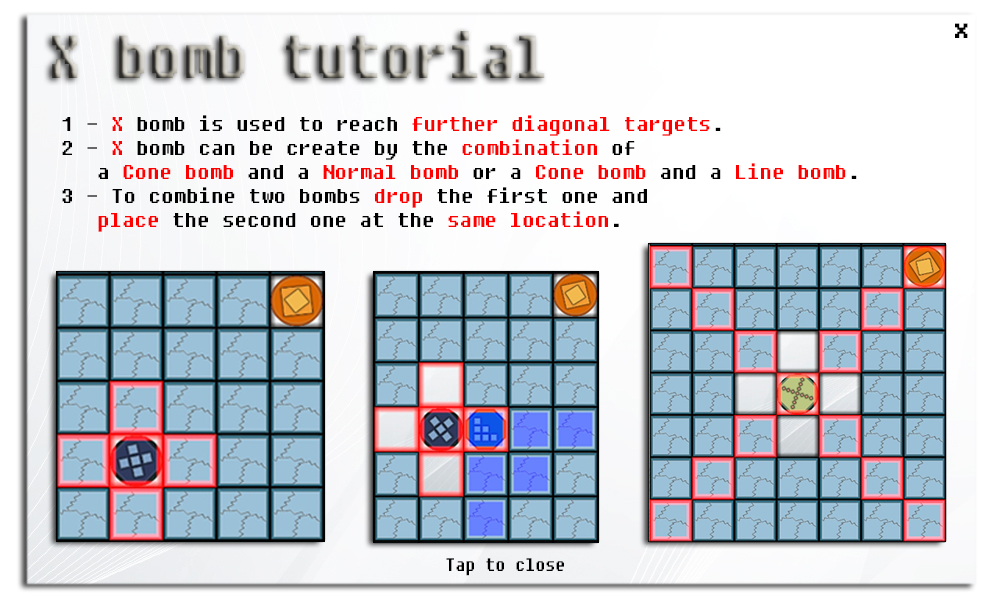 X bomb tutorial
X
1 - X bomb is used to reach further diagonal targets.
2 - X bomb can be create by the combination of
a Cone bomb and a Normal bomb or a Cone bomb and a Line bomb.
3 - To combine two bombs drop the first one and
place the second one at the same location.
Tap to close